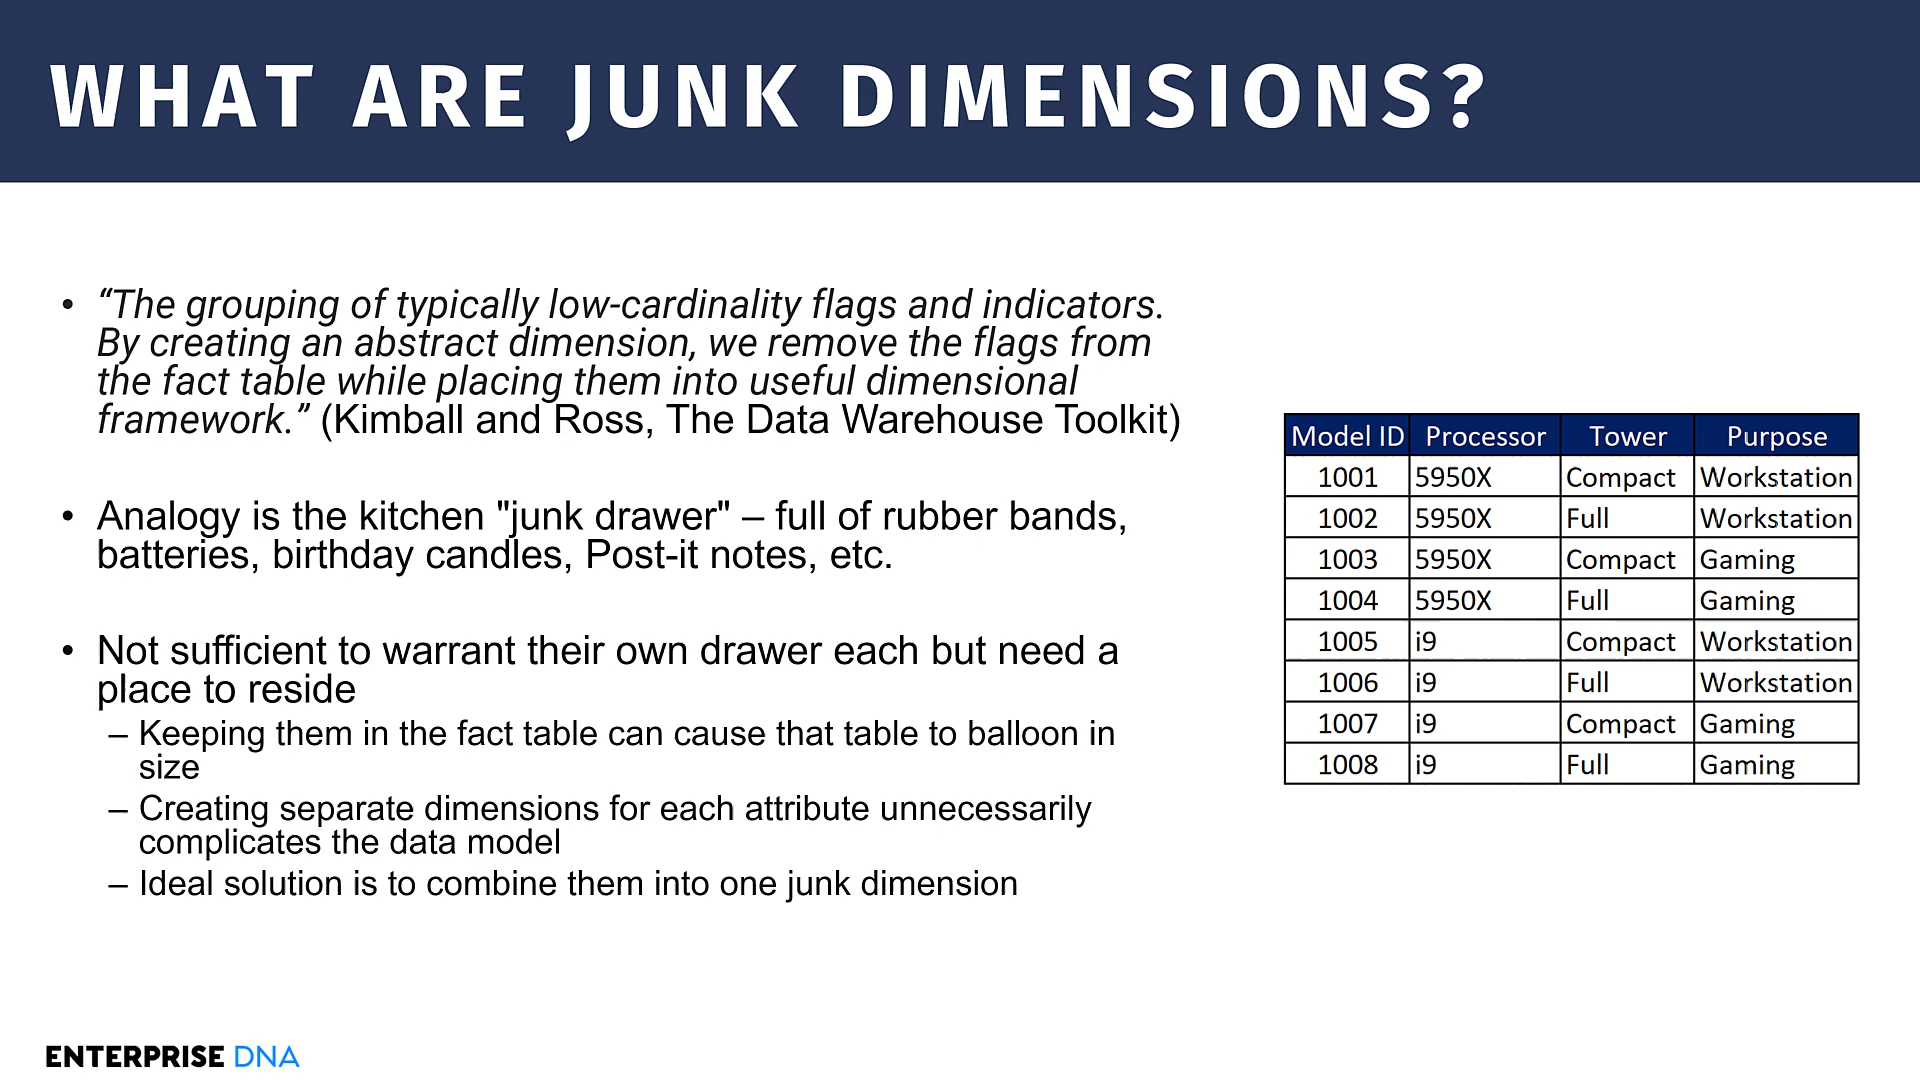 WHAT ARE JUNK DIMENSIONS?
• “The grouping of typically low-cardinality flags and indicators.
By creating an abstract dimension, we remove the flags from
the fact table while placing them into useful dimensional
framework.” (Kimball and Ross, The Data Warehouse Toolkit)
• Analogy is the kitchen "junk drawer" – full of rubber bands,
batteries, birthday candles, Post-it notes, etc.
• Not sufficient to warrant their own drawer each but need a
place to reside
– Keeping them in the fact table can cause that table to balloon in
size
– Creating separate dimensions for each attribute unnecessarily
complicates the data model
– Ideal solution is to combine them into one junk dimension
Model ID Processor Tower Purpose
1001 5950X Compact Workstation
1002 5950X Full Workstation
1003 5950X Compact Gaming
1004 5950X Full Gaming
1005 i9 Compact Workstation
1006 i9 Full Workstation
1007 i9 Compact Gaming
1008 i9 Full Gaming
ENTERPRISE DNA